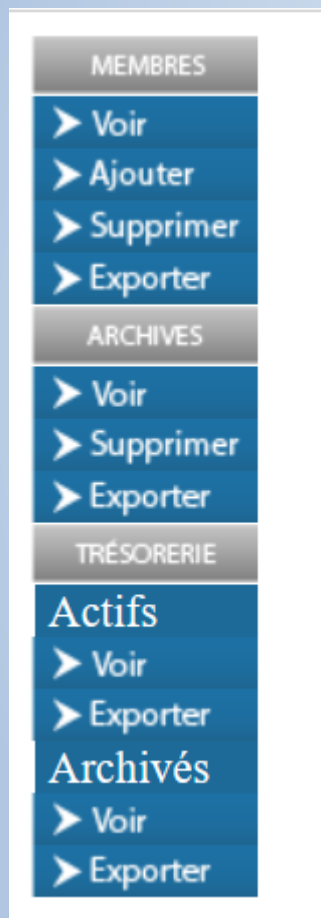 MEMBRES
Voir
Ajouter
Supprimer
Exporter
ARCHIVES
Voir
Supprimer
Exporter
TRÉSORERIE
Actifs
Voir
Exporter
Archivés
Voir
Exporter